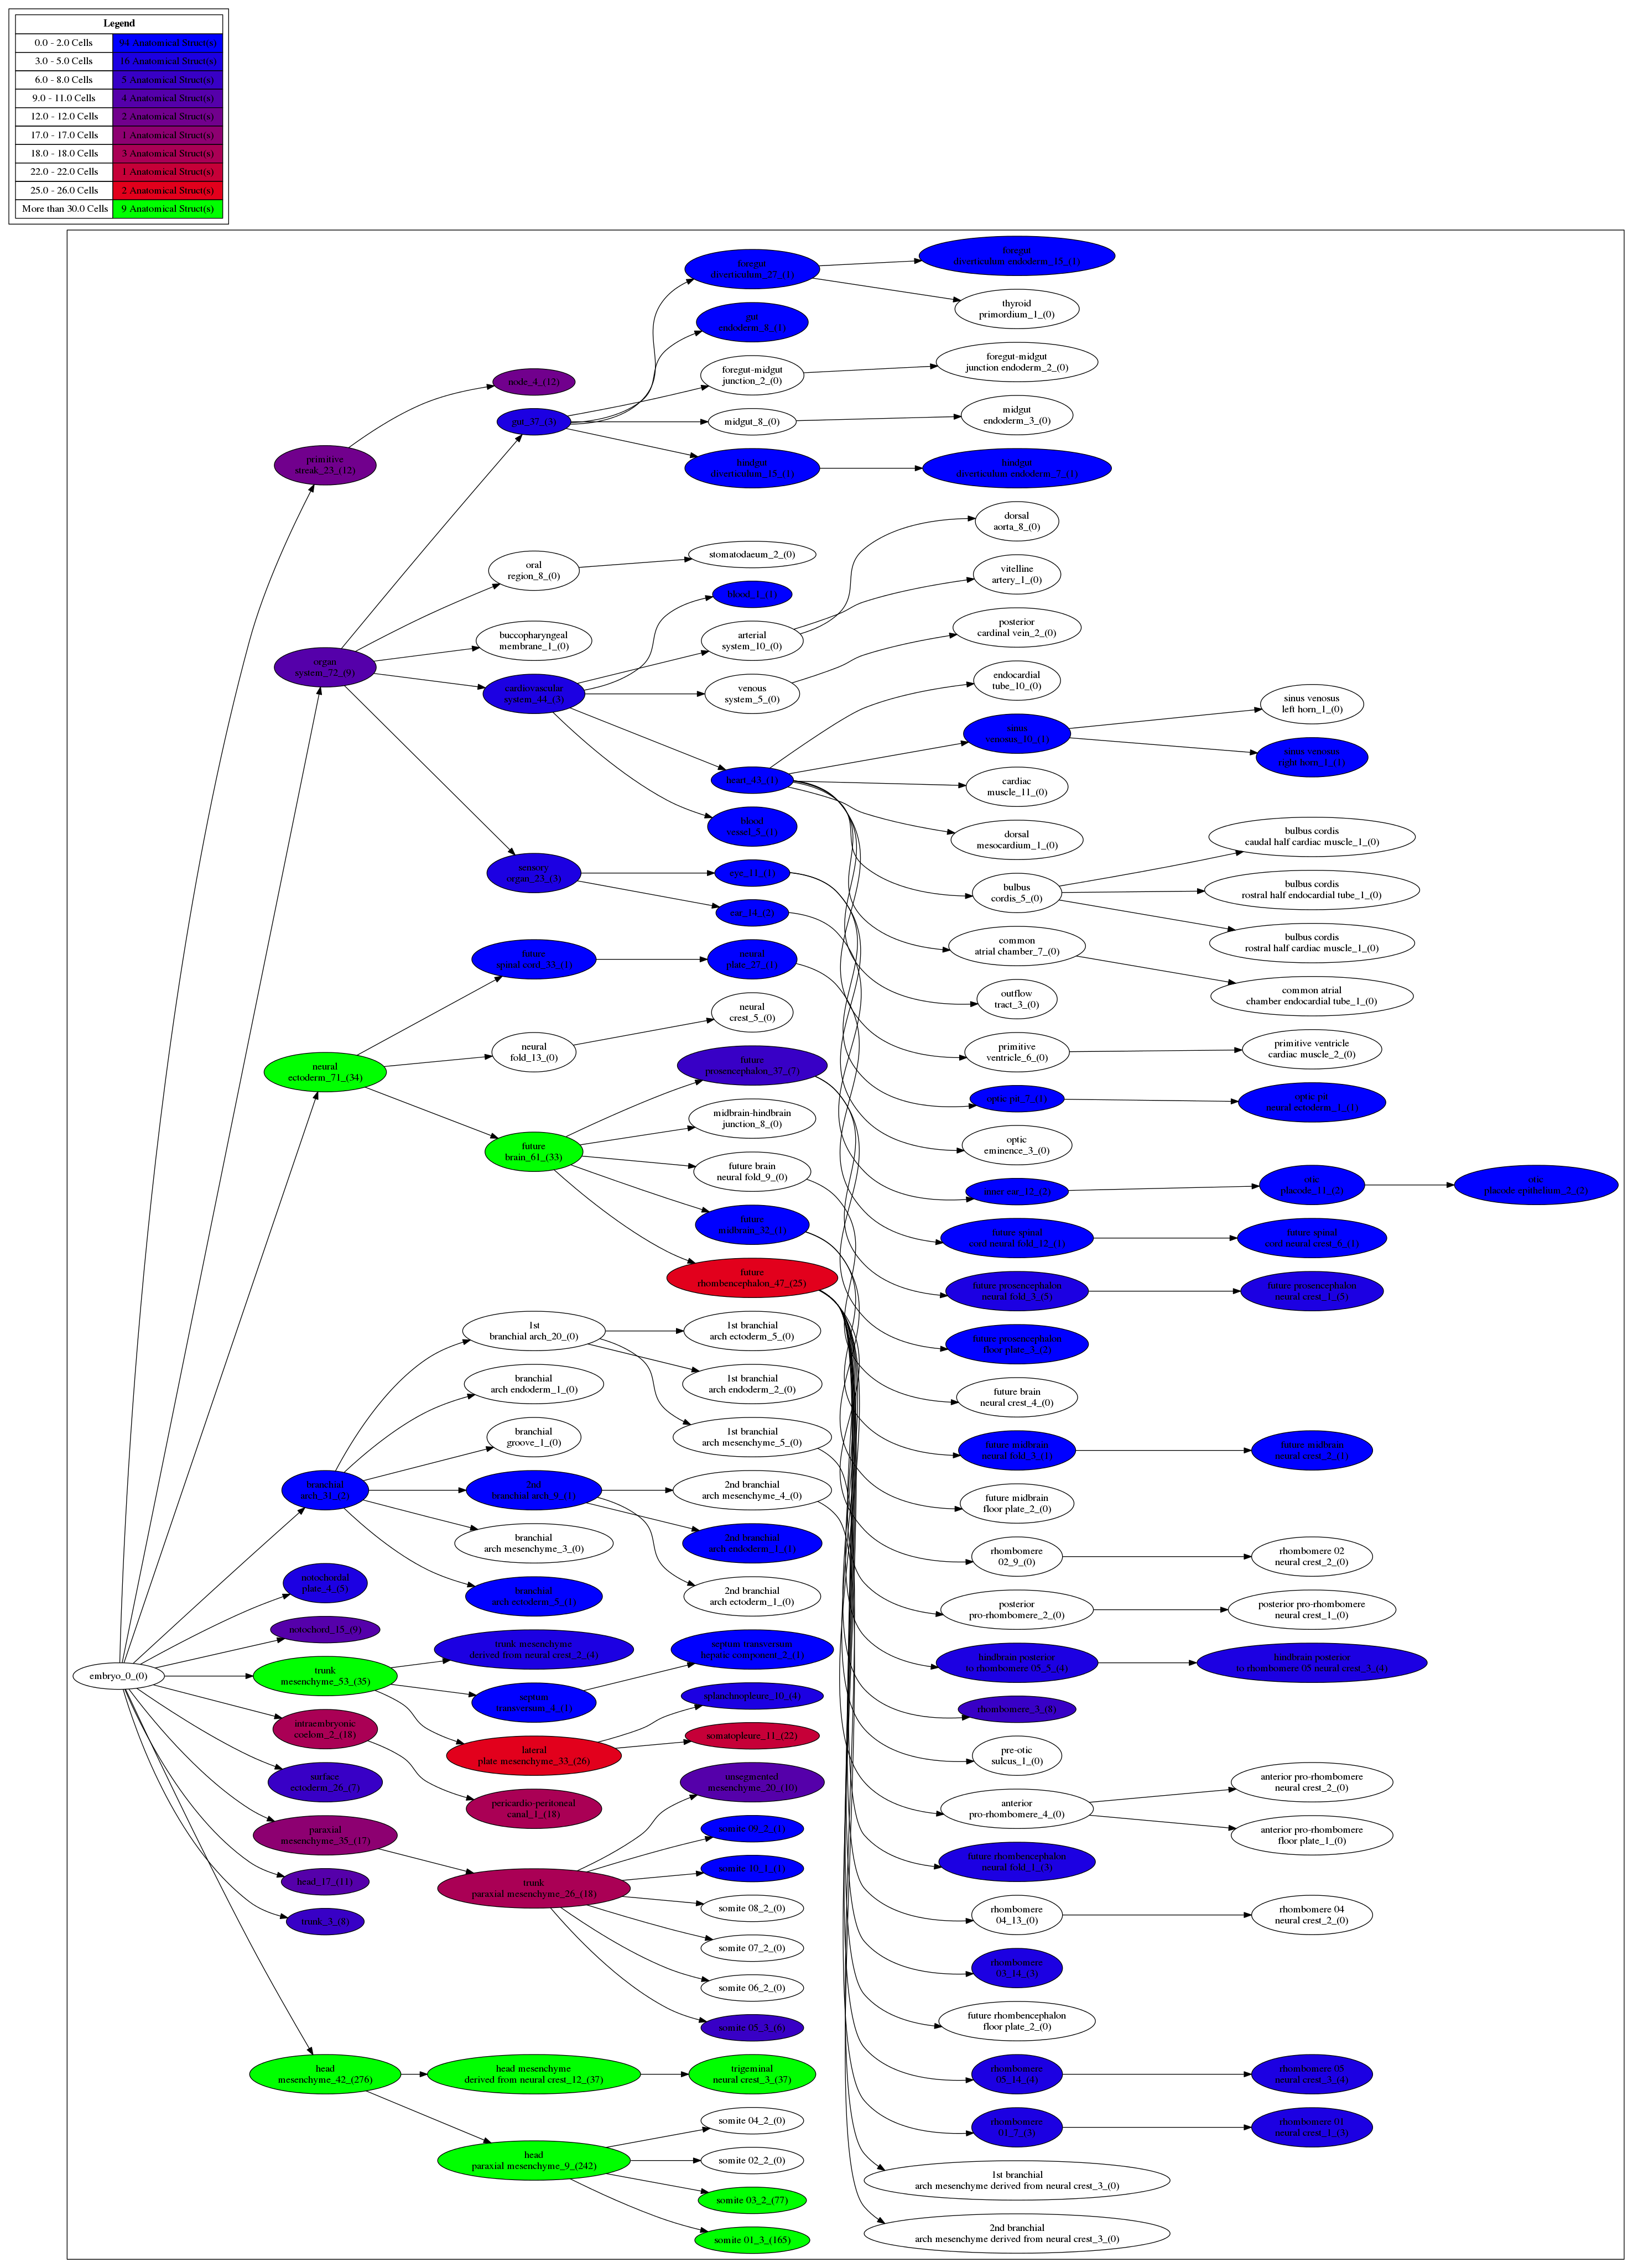 Legend
0.0 - 2.0 Cells Anatomical Struct(s)
3.0 - 5.0 Cells 16 Anatomical Struct(s)
6.0 - 8.0 Cells 5 Anatomical Struct(s)
9.0 - 11.0 Cells 4 Anatomical Struct(s)
12.0 - 12.0 Cells 2 Anatomical Struct(s)
17.0 - 17.0 Cells 1 Anatomical Struct(s)
18.0 - 18.0 Cells 3 Anatomical Struct(s)
22.0 - 22.0 Cells 1 Anatomical Struct(s)
25.0 - 26.0 Cells 2 Anatomical Struct(s)
More than 30.0 Cells 9 Anatomical Struct(s)
embryo_0_(0)
primitive
streak_23_(12)
organ
system_72_(9)
neural
ectoderm_71_(34)
branchial
arch_31_(2)
notochordal
plate_4_(5)
notochord_15_(9)
trunk
mesenchyme_53_(35)
intraembryonic
coelom_2_(18)
surface
ectoderm_26_(7)
paraxial
mesenchyme_35_(17)
head_17_(11)
trunk_3_(8)
head
mesenchyme_42_(276)
node_4_(12)
gut_37_(3)
oral
region_8_(0)
buccopharyngeal
membrane_1_(0)
cardiovascular
system_44_(3)
sensory
organ_23_(3)
future
spinal cord_33_(1)
neural
fold_13_(0)
future
brain_61_(33)
1st
branchial arch_20_(0)
branchial
arch endoderm_1_(0)
branchial
groove_1_(0)
2nd
branchial arch_9_(1)
branchial
arch mesenchyme_3_(0)
branchial
arch ectoderm_5_(1)
trunk mesenchyme
derived from neural crest_2_(4)
septum
transversum_4_(1)
lateral
plate mesenchyme_33_(26)
pericardio-peritoneal
canal_1_(18)
trunk
paraxial mesenchyme_26_(18)
head mesenchyme
derived from neural crest_12_(37)
head
paraxial mesenchyme_9_(242)
foregut
diverticulum_27_(1)
gut
endoderm_6_(1)
foregut-midgut
junction_2_(0)
midgut_8_(0)
hindgut
diverticulum_15_(1)
stomatodaeum_2_(0)
blood_1_(1)
arterial
system_10_(0)
venous
system_5_(0)
heart_40_(1)
blood
vessel_5_(1)
eye_11_(1)
ear_16_(2)
neural
plate_27_(1)
neural
crest_5_(0)
future
prosencephalon_37_(7)
midbrain-hindbrain
junction_8_(0)
future brain
neural fold_9_(0)
future
midbrain_32_(1)
future
rhombencephalon_47_(25)
1st branchial
arch ectoderm_5_(0)
1st branchial
arch endoderm_2_(0)
1st branchial
arch mesenchyme_5_(0)
2nd branchial
arch mesenchyme_4_(0)
2nd branchial
arch endoderm_1_(1)
2nd branchial
arch ectoderm_1_(0)
septum transversum
hepatic component_2_(1)
splanchnopleure_10_(4)
somatopleure_11_(22)
unsegmented
mesenchyme_20_(10)
somite 09_2_(1)
somite 10_1_(1)
somite 08_2_(0)
somite 07_2_(0)
somite 06_2_(0)
somite 05_3_(6)
trigeminal
neural crest_3_(37)
somite 04_2_(0)
somite 02_2_(0)
somite 03_2_(77)
somite 01_3_(165)
foregut
diverticulum endoderm_15_(1)
thyroid
primordium_1_(0)
foregut-midgut
junction endoderm_2_(0)
midgut
endoderm_3_(0)
hindgut
diverticulum endoderm_7_(1)
dorsal
aorta_8_(0)
vitelline
artery_1_(0)
posterior
cardinal vein_2_(0)
endocardial
tube_10_(0)
sinus
venosus_10_(1)
cardiac
muscle_11_(0)
dorsal
mesocardium_1_(0)
bulbus
cordis_5_(0)
common
atrial chamber_7_(0)
outflow
tract_3_(0)
primitive
ventricle_6_(0)
optic pit_2_(1)
optic
eminence_3_(0)
inner ear_12_(2)
future spinal
cord neural fold_12_(1)
future prosencephalon
neural fold_3_(5)
future prosencephalon
floor plate_2_(2)
future brain
neural crest_4_(0)
future midbrain
neural fold_3_(1)
future midbrain
floor plate_2_(0)
rhombomere
02_9_(0)
posterior
pro-rhombomere_2_(0)
hindbrain posterior
to rhombomere 05_5_(4)
rhombomere_3_(8)
pre-otic
sulcus_1_(0)
anterior
pro-rhombomere_4_(0)
future rhombencephalon
neural fold_1_(3)
rhombomere
04_13_(0)
rhombomere
03_14_(3)
future rhombencephalon
floor plate_2_(0)
rhombomere
05_14_(4)
rhombomere
01_7_(3)
1st branchial
arch mesenchyme derived from neural crest_3_(0)
2nd branchial
arch mesenchyme derived from neural crest_3_(0)
sinus venosus
left horn_1_(0)
sinus venosus
right horn_1_(1)
bulbus cordis
caudal half cardiac muscle_1_(0)
bulbus cordis
rostral half endocardial tube_1_(0)
bulbus cordis
rostral half cardiac muscle_1_(0)
common atrial
chamber endocardial tube_1_(0)
primitive ventricle
cardiac muscle_2_(0)
optic pit
neural ectoderm_1_(1)
otic
placode_11_(2)
future spinal
cord neural crest_6_(1)
future prosencephalon
neural crest_1_(5)
future midbrain
neural crest_2_(1)
rhombomere 02
neural crest_2_(0)
posterior pro-rhombomere
neural crest_1_(0)
hindbrain posterior
to rhombomere 05 neural crest_3_(4)
anterior pro-rhombomere
neural crest_2_(0)
anterior pro-rhombomere
floor plate_1_(0)
rhombomere 04
neural crest_2_(0)
rhombomere 05
neural crest_3_(4)
rhombomere 01
neural crest_1_(3)
otic
placode epithelium_2_(2)